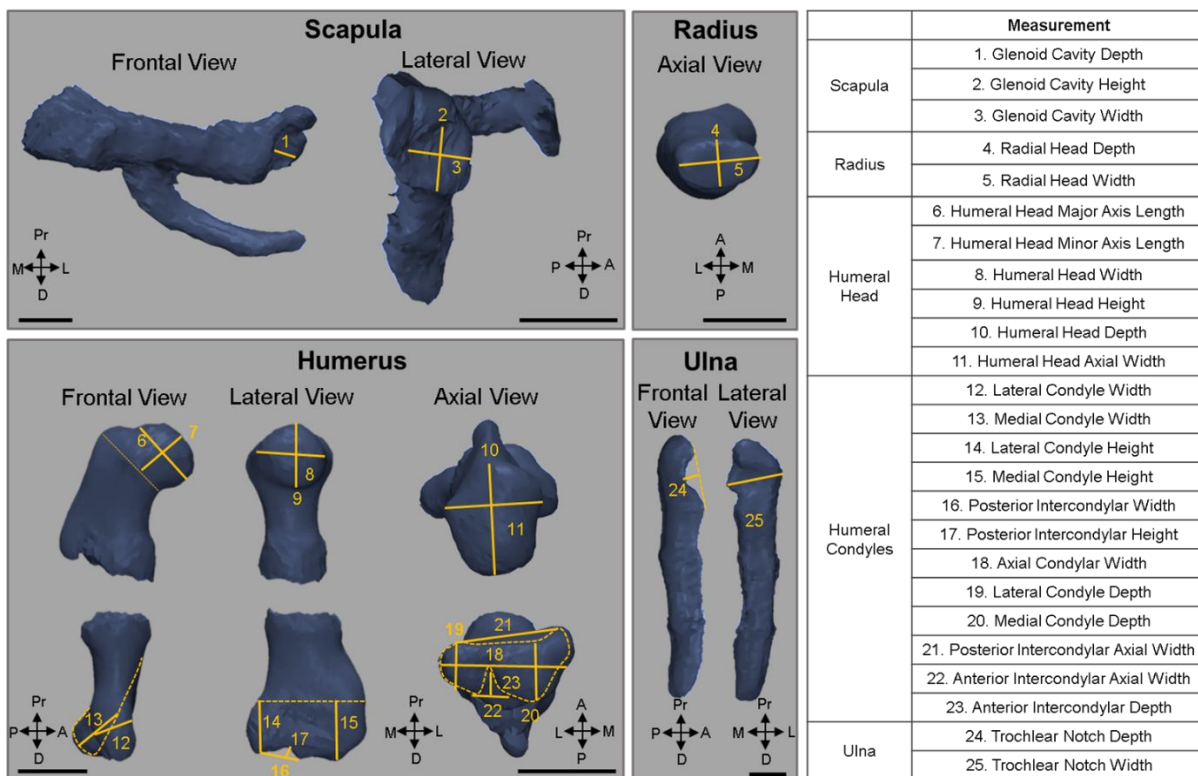 Scapula
Frontal View
Lateral View
1
2
3
Pr
M L
D
Pr
P A
D
Radius
Axial View
4
5
A
L M
P
Humerus
Frontal View
Lateral View
Axial View
6
7
8
9
10
11
13
12
14
15
17
16
19
21
18
23
22
20
Pr
P A
D
Pr
M L
D
A
L M
P
Ulna
Frontal View
Lateral View
24
25
Pr
P A
D
Pr
M L
D
Measurement
Scapula
1. Glenoid Cavity Depth
2. Glenoid Cavity Height
3. Glenoid Cavity Width
Radius
4. Radial Head Depth
5. Radial Head Width
Humeral Head
6. Humeral Head Major Axis Length
7. Humeral Head Minor Axis Length
8. Humeral Head Width
9. Humeral Head Height
10. Humeral Head Depth
11. Humeral Head Axial Width
Humeral Condyles
12. Lateral Condyle Width
13. Medial Condyle Width
14. Lateral Condyle Height
15. Medial Condyle Height
16. Posterior Intercondylar Width
17. Posterior Intercondylar Height
18. Axial Condylar Width
19. Lateral Condyle Depth
20. Medial Condyle Depth
21. Posterior Intercondylar Axial Width
22. Anterior Intercondylar Axial Width
23. Anterior Intercondylar Depth
Ulna
24. Trochlear Notch Depth
25. Trochlear Notch Width